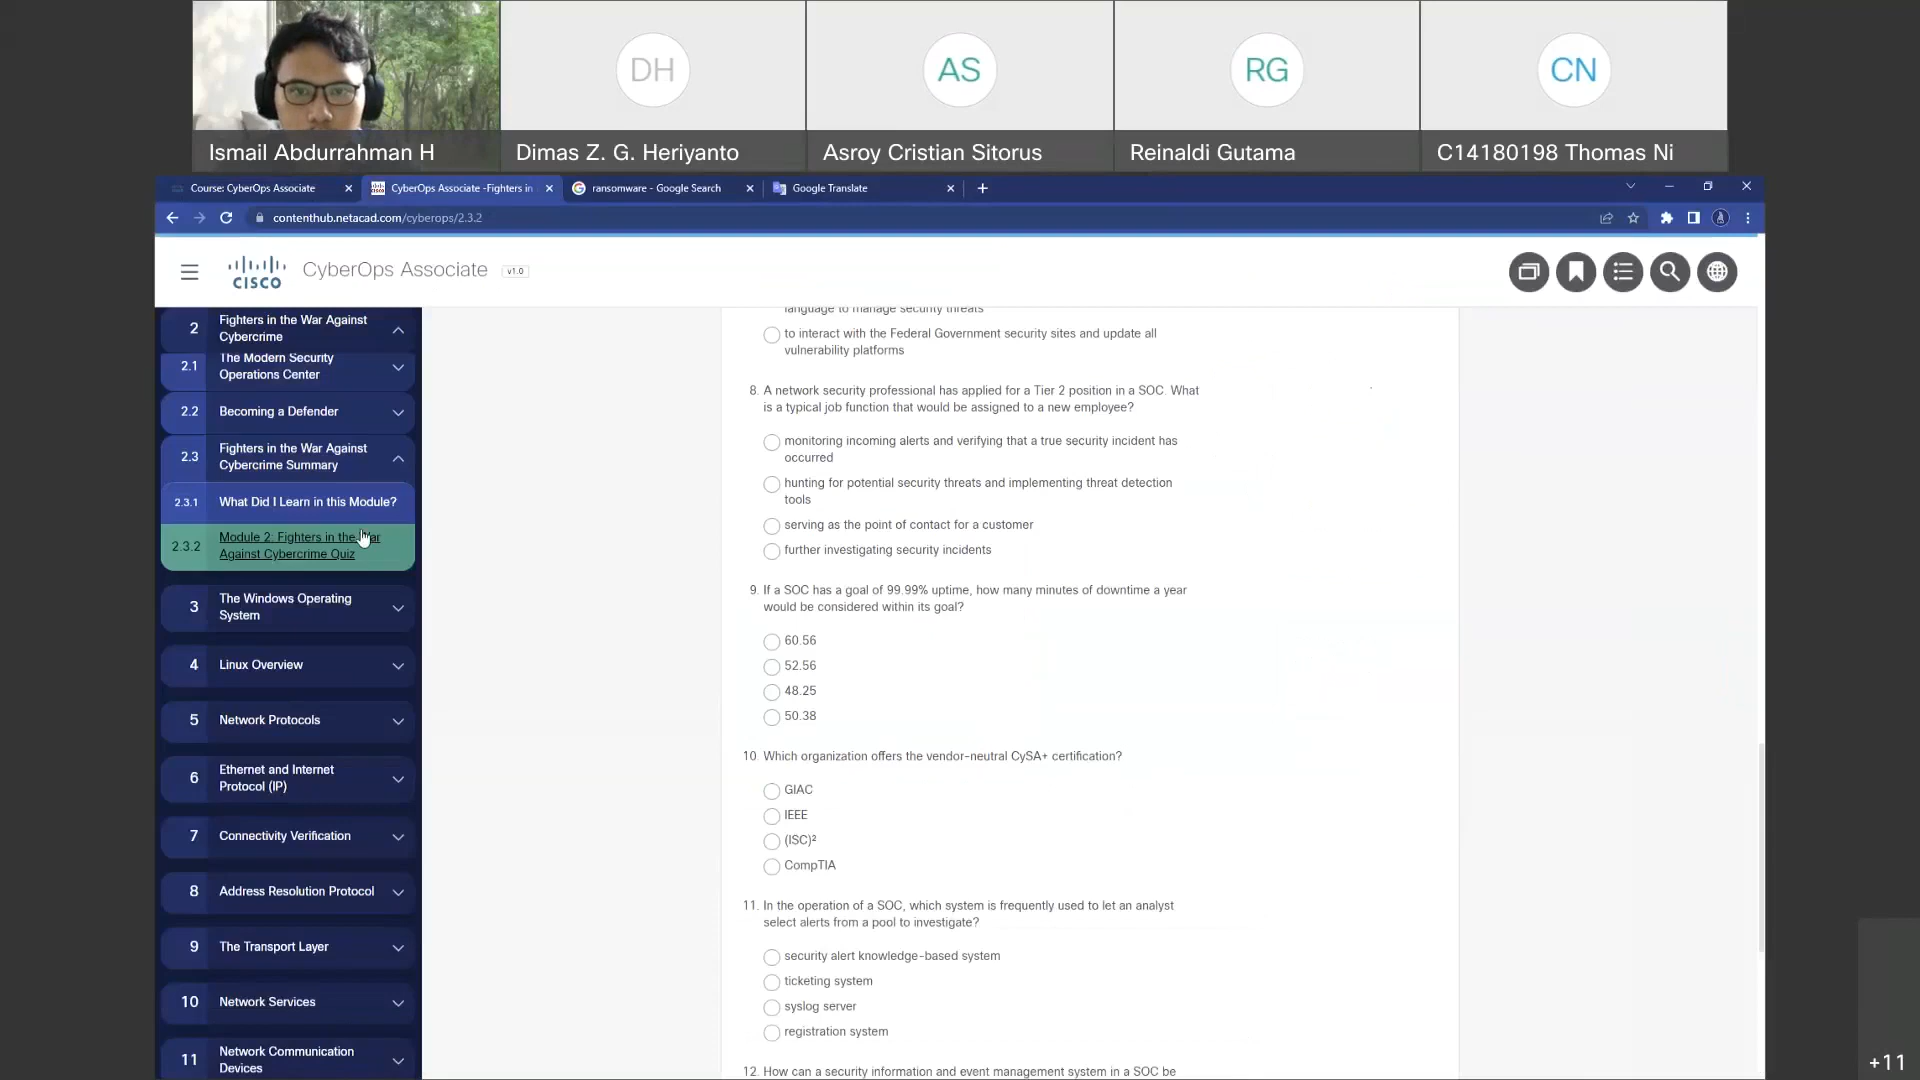 DH
AS
RG
CN
Ismail Abdurrahman H
Dimas Z. G. Heriyanto
Asroy Cristian Sitorus
Reinaldi Gutama
C14180198 Thomas Ni
Course: CyberOps Associate
CyberOps Associate -Fighters in
ransomware - Google Search
Google Translate
contenthub.netacad.com/cyberops/2.3.2
CISCO
CyberOps Associate
v1.0
2
Fighters in the War Against
Cybercrime
2.1
The Modern Security
Operations Center
2.2
Becoming a Defender
2.3
Fighters in the War Against
Cybercrime Summary
2.3.1
What Did I Learn in this Module?
2.3.2
Module 2: Fighters in the War
Against Cybercrime Quiz
3
The Windows Operating
System
4
Linux Overview
5
Network Protocols
6
Ethernet and Internet
Protocol (IP)
7
Connectivity Verification
8
Address Resolution Protocol
9
The Transport Layer
10
Network Services
11
Network Communication
Devices
language to manage security threats
to interact with the Federal Government security sites and update all
vulnerability platforms
8. A network security professional has applied for a Tier 2 position in a SOC. What
is a typical job function that would be assigned to a new employee?
monitoring incoming alerts and verifying that a true security incident has
occurred
hunting for potential security threats and implementing threat detection
tools
serving as the point of contact for a customer
further investigating security incidents
9. If a SOC has a goal of 99.99% uptime, how many minutes of downtime a year
would be considered within its goal?
60.56
52.56
48.25
50.38
10. Which organization offers the vendor-neutral CySA+ certification?
GIAC
IEEE
(ISC)²
CompTIA
11. In the operation of a SOC, which system is frequently used to let an analyst
select alerts from a pool to investigate?
security alert knowledge-based system
ticketing system
syslog server
registration system
12. How can a security information and event management system in a SOC be
+11